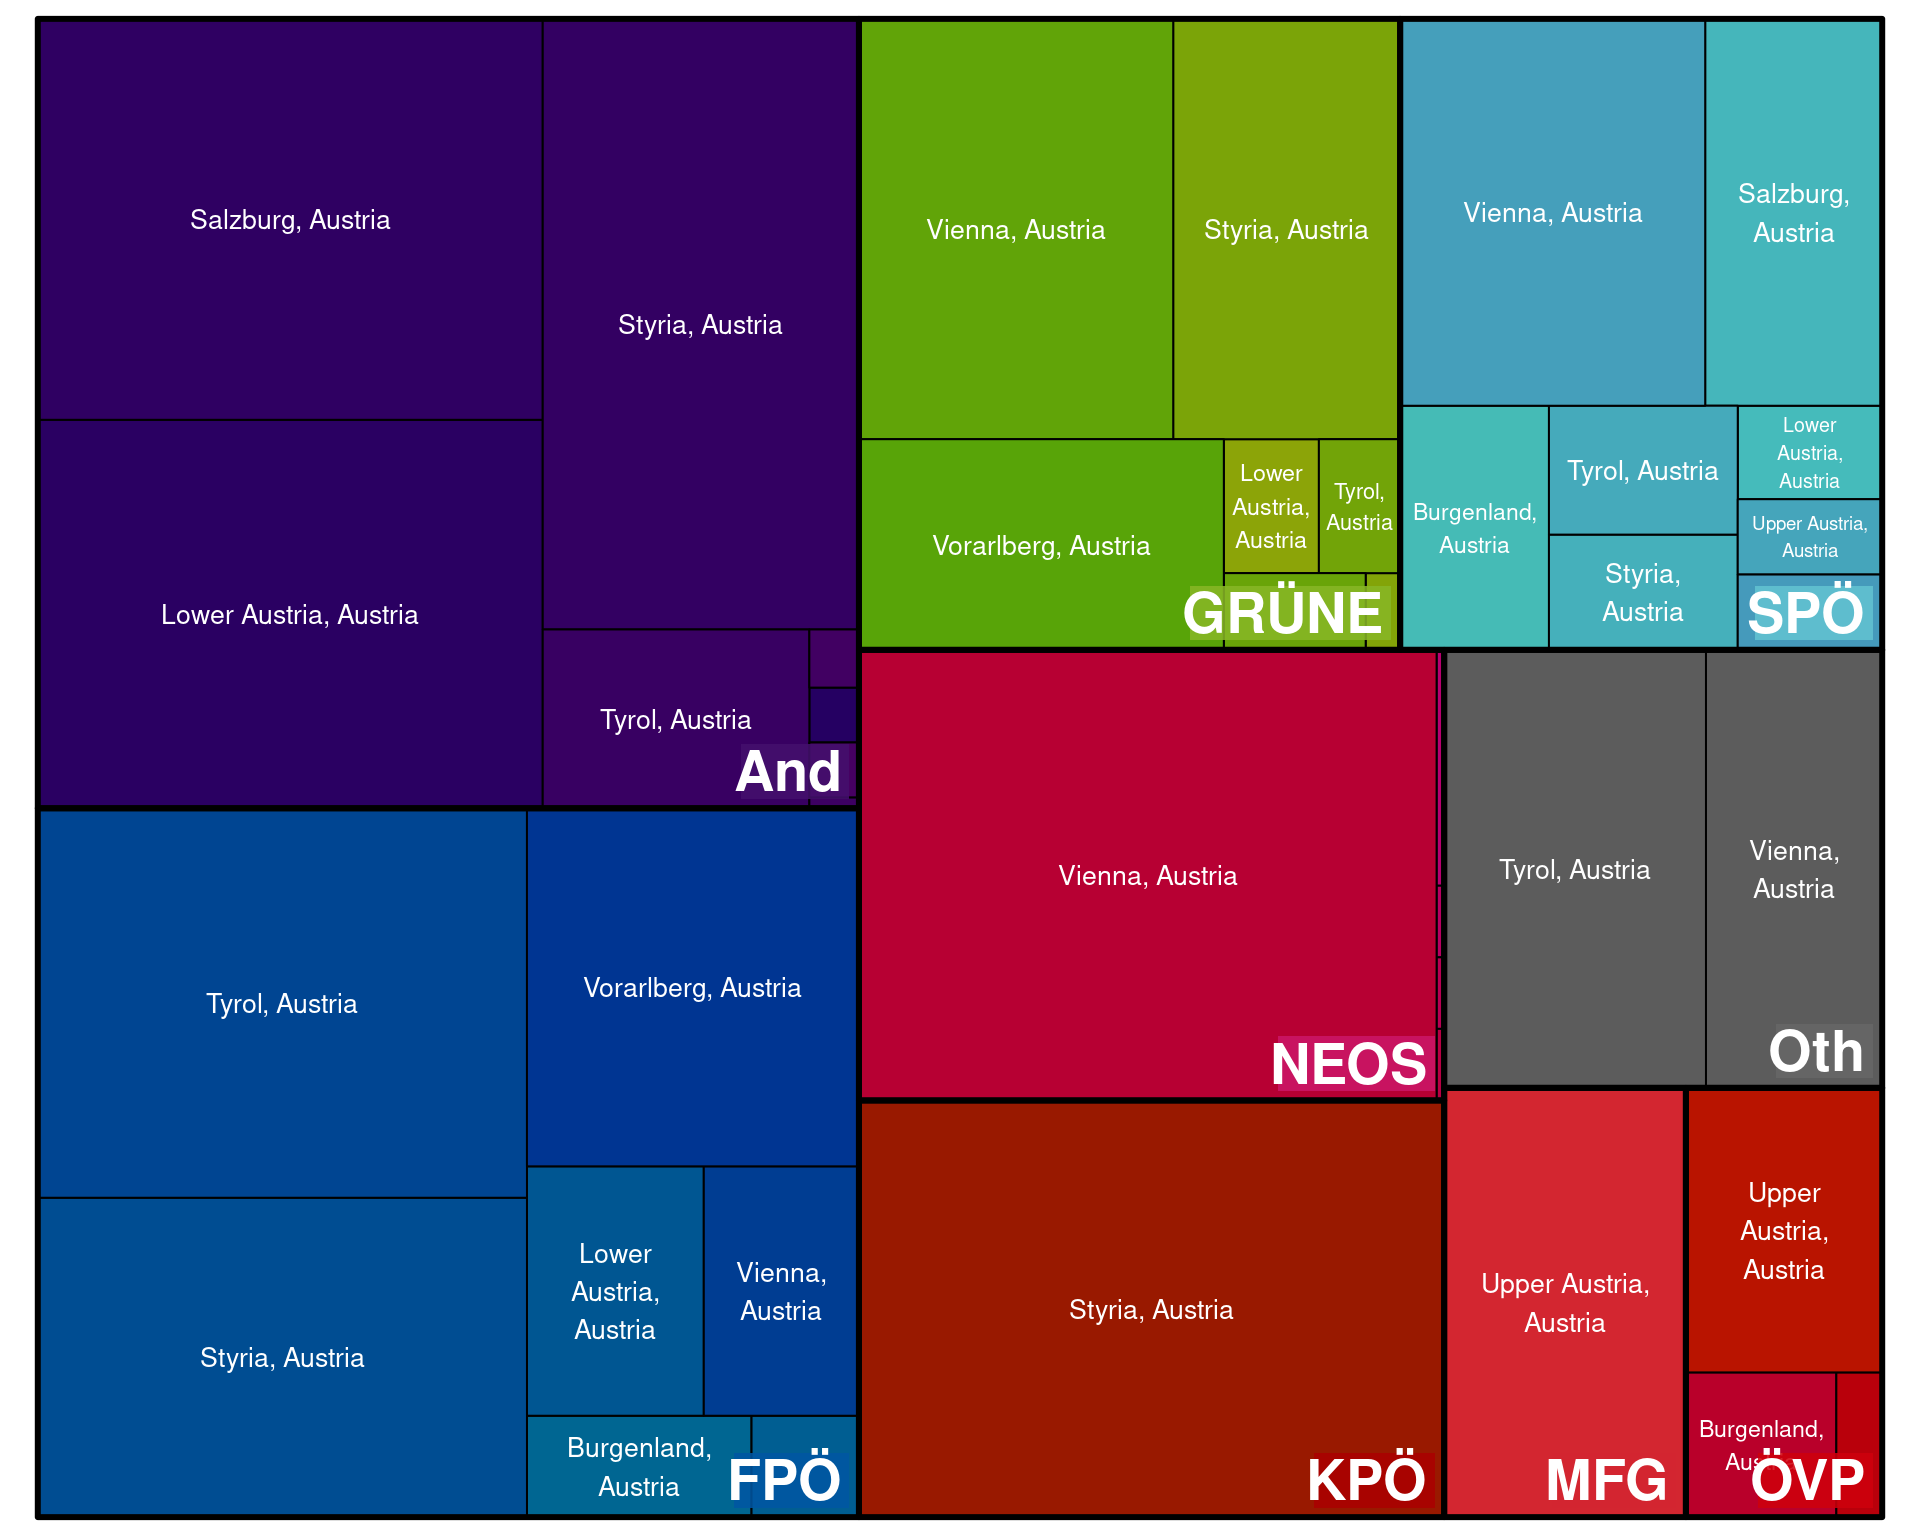 Salzburg, Austria
Styria, Austria
Lower Austria, Austria
Tyrol, Austria
And
Vienna, Austria
Styria, Austria
Vorarlberg, Austria
Lower
Austria,
Austria
Tyrol,
Austria
GRÜNE
Vienna, Austria
Salzburg,
Austria
Burgenland,
Austria
Tyrol, Austria
Styria,
Austria
Lower
Austria,
Austria
Upper Austria,
Austria
SPÖ
Tyrol, Austria
Vorarlberg, Austria
Styria, Austria
Lower
Austria,
Austria
Vienna,
Austria
Burgenland,
Austria
FPÖ
Vienna, Austria
NEOS
Tyrol, Austria
Vienna,
Austria
Oth
Styria, Austria
KPÖ
Upper Austria,
Austria
MFG
Upper
Austria,
Austria
Burgenland,
ÖVP